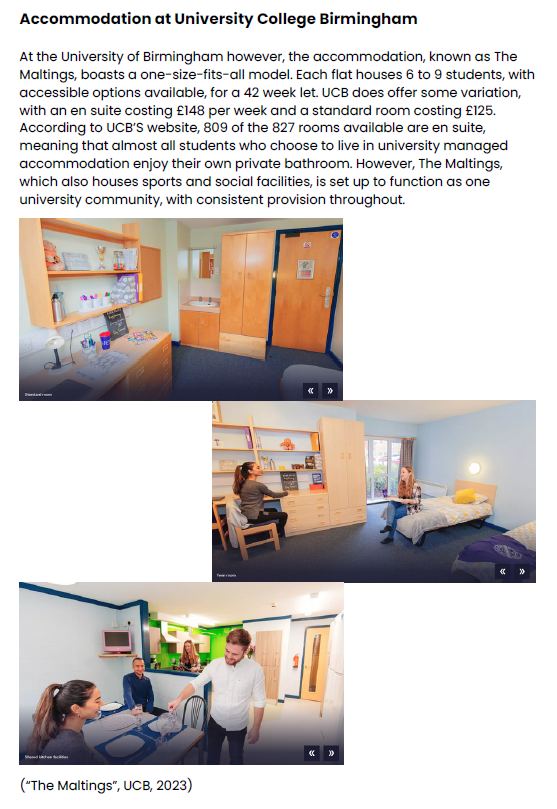 Accommodation at University College Birmingham
At the University of Birmingham however, the accommodation, known as The
Maltings, boasts a one-size-fits-all model. Each flat houses 6 to 9 students, with
accessible options available, for a 42 week let. UCB does offer some variation,
with an en suite costing £148 per week and a standard room costing £125.
According to UCB'S website, 809 of the 827 rooms available are en suite,
meaning that almost all students who choose to live in university managed
accommodation enjoy their own private bathroom. However, The Maltings,
which also houses sports and social facilities, is set up to function as one
university community, with consistent provision throughout.
Standard room
« »
Twin room
« »
Shared kitchen facilities
« »
("The Maltings", UCB, 2023)